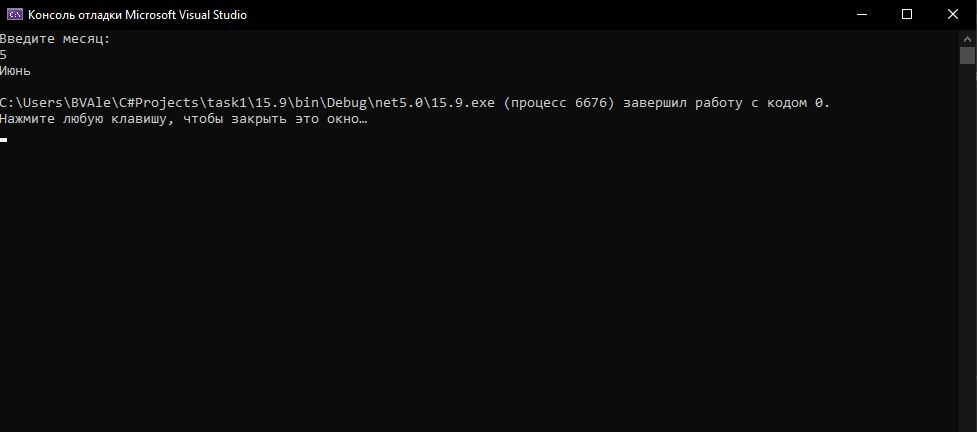 Консоль отладки Microsoft Visual Studio
Введите месяц:
5
Июнь
C:\Users\BVAle\C#Projects\task1\15.9\bin\Debug\net5.0\15.9.exe (процесс 6676) завершил работу с кодом 0.
Нажмите любую клавишу, чтобы закрыть это окно…